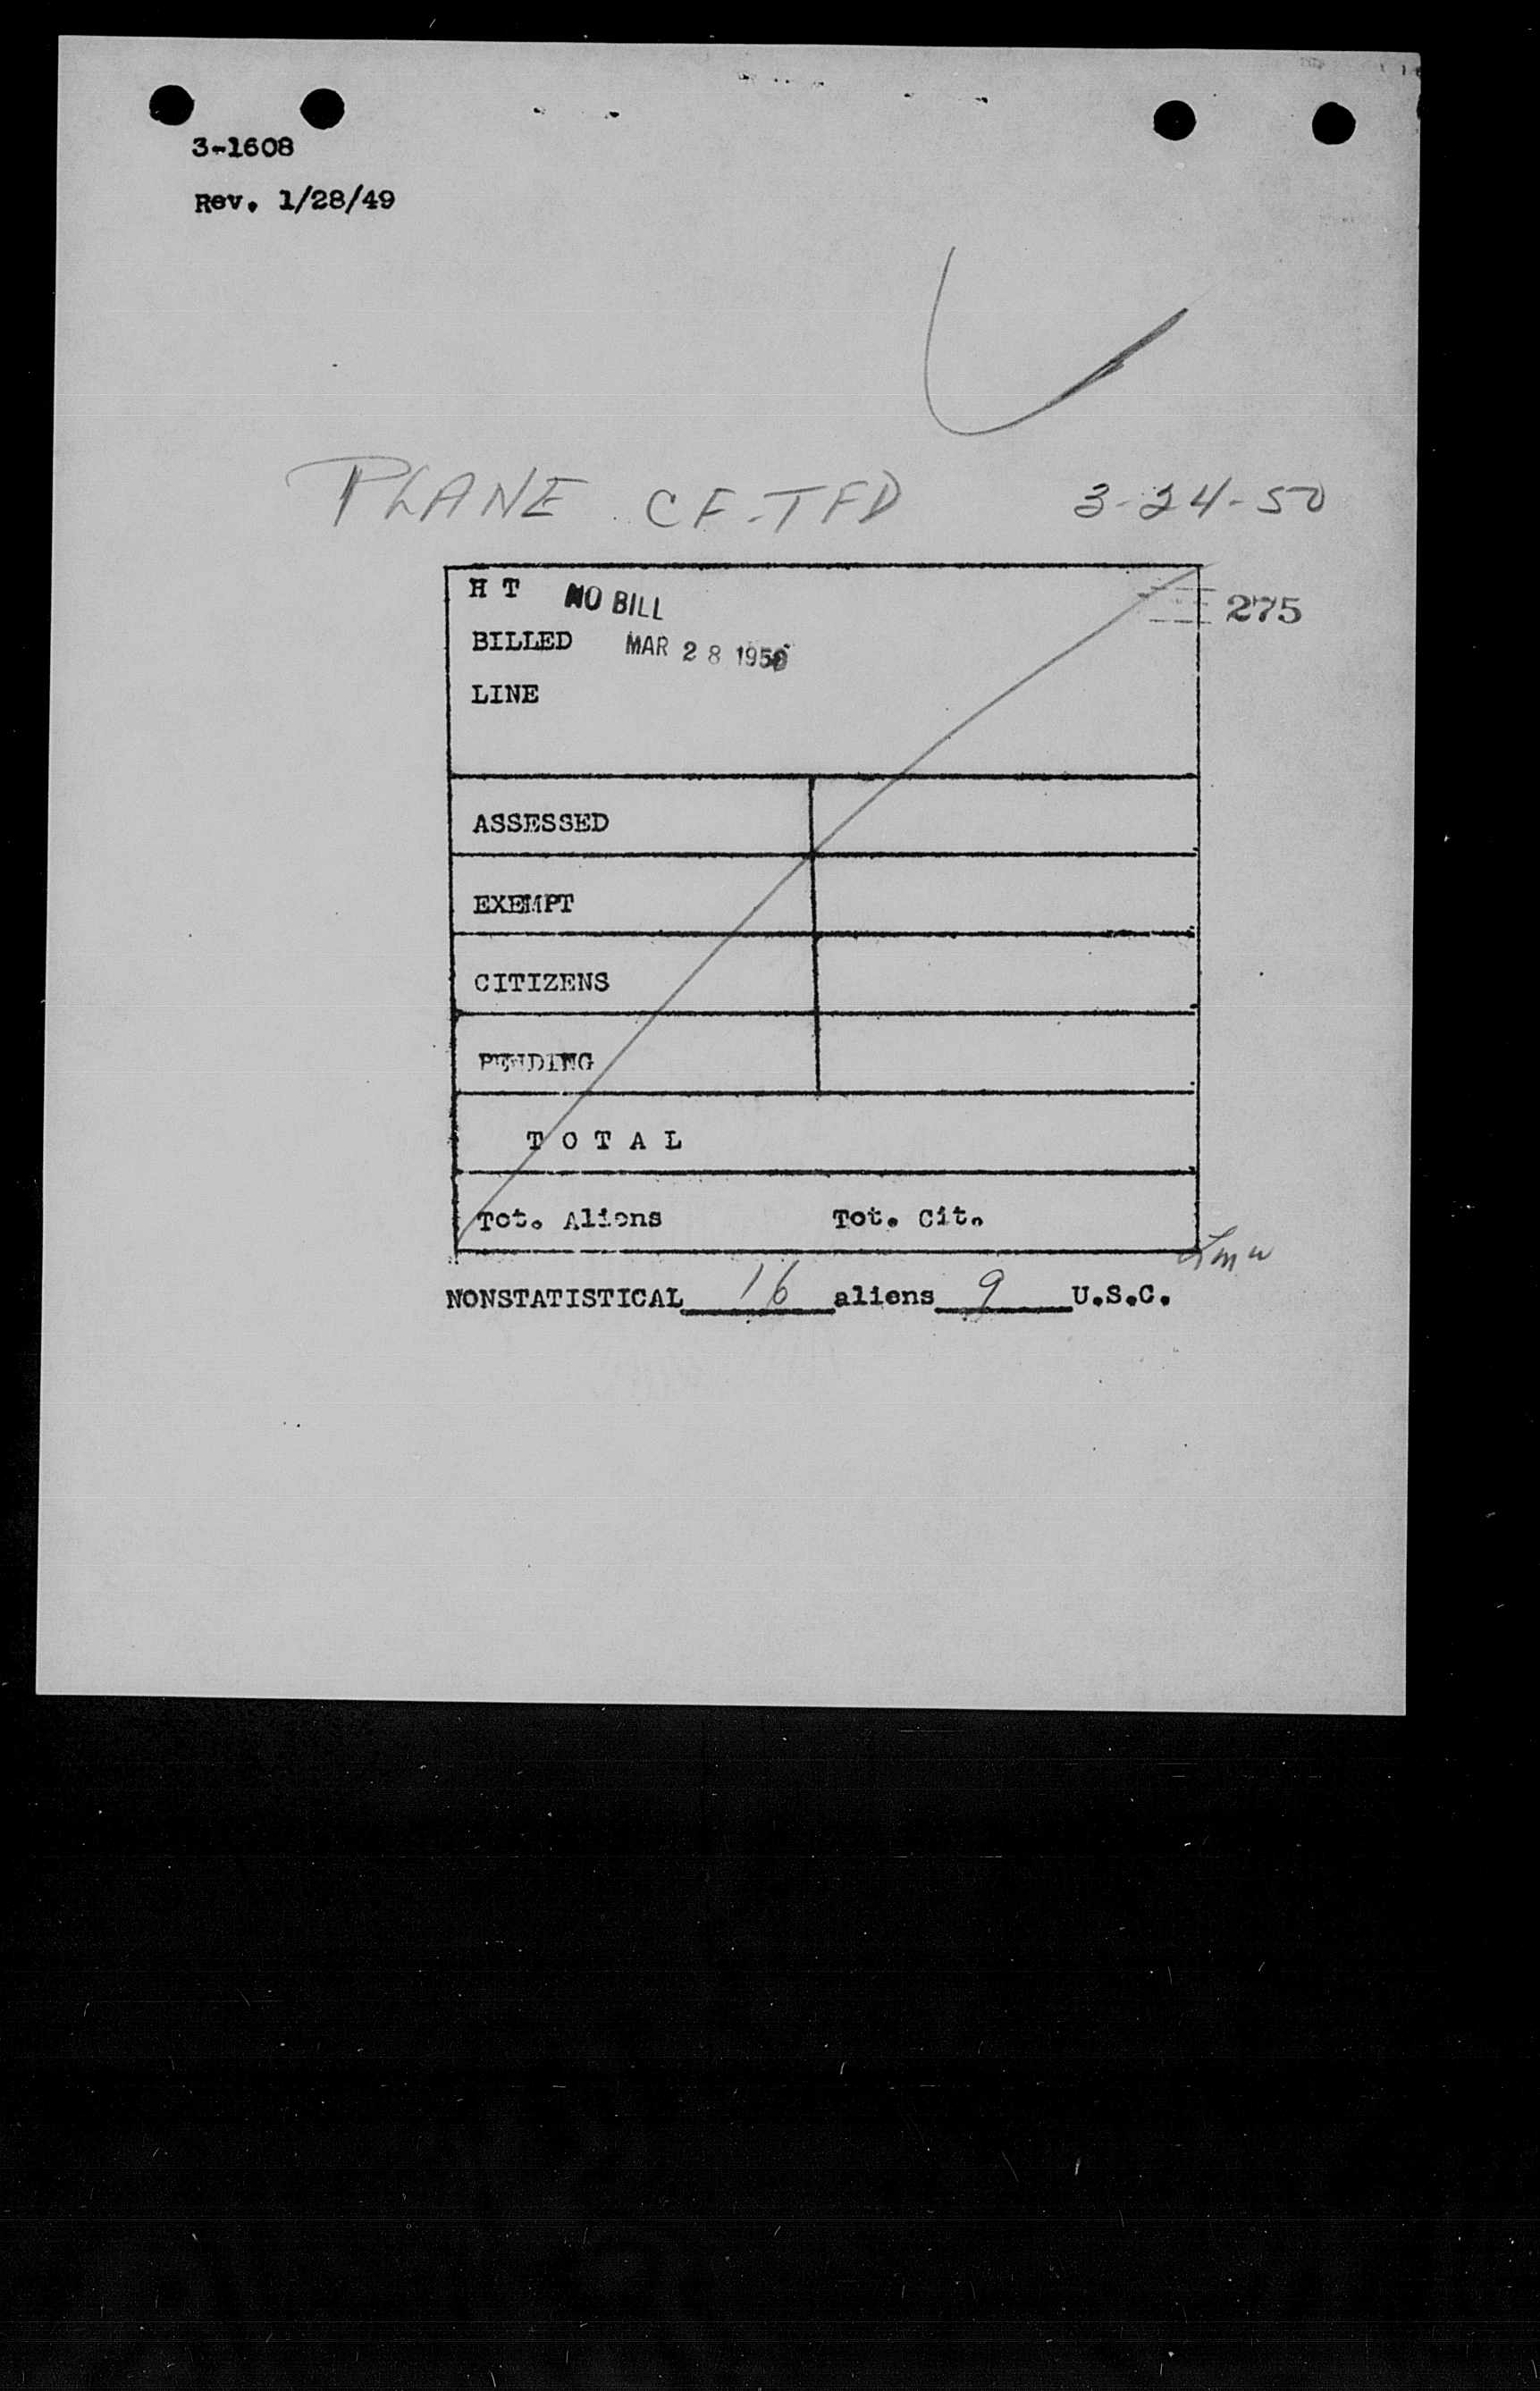 3-1608
Rev. 1/28/49
PLANE CF-TFD 3-24-50
H T NO BILL
275
BILLED MAR 28 1950
LINE
ASSESSED
EXEMPT
CITIZENS
PENDING
T O T A L
Tot. Aliens Tot. Cit.
NONSTATISTICAL 16 aliens 9 U.S.C.